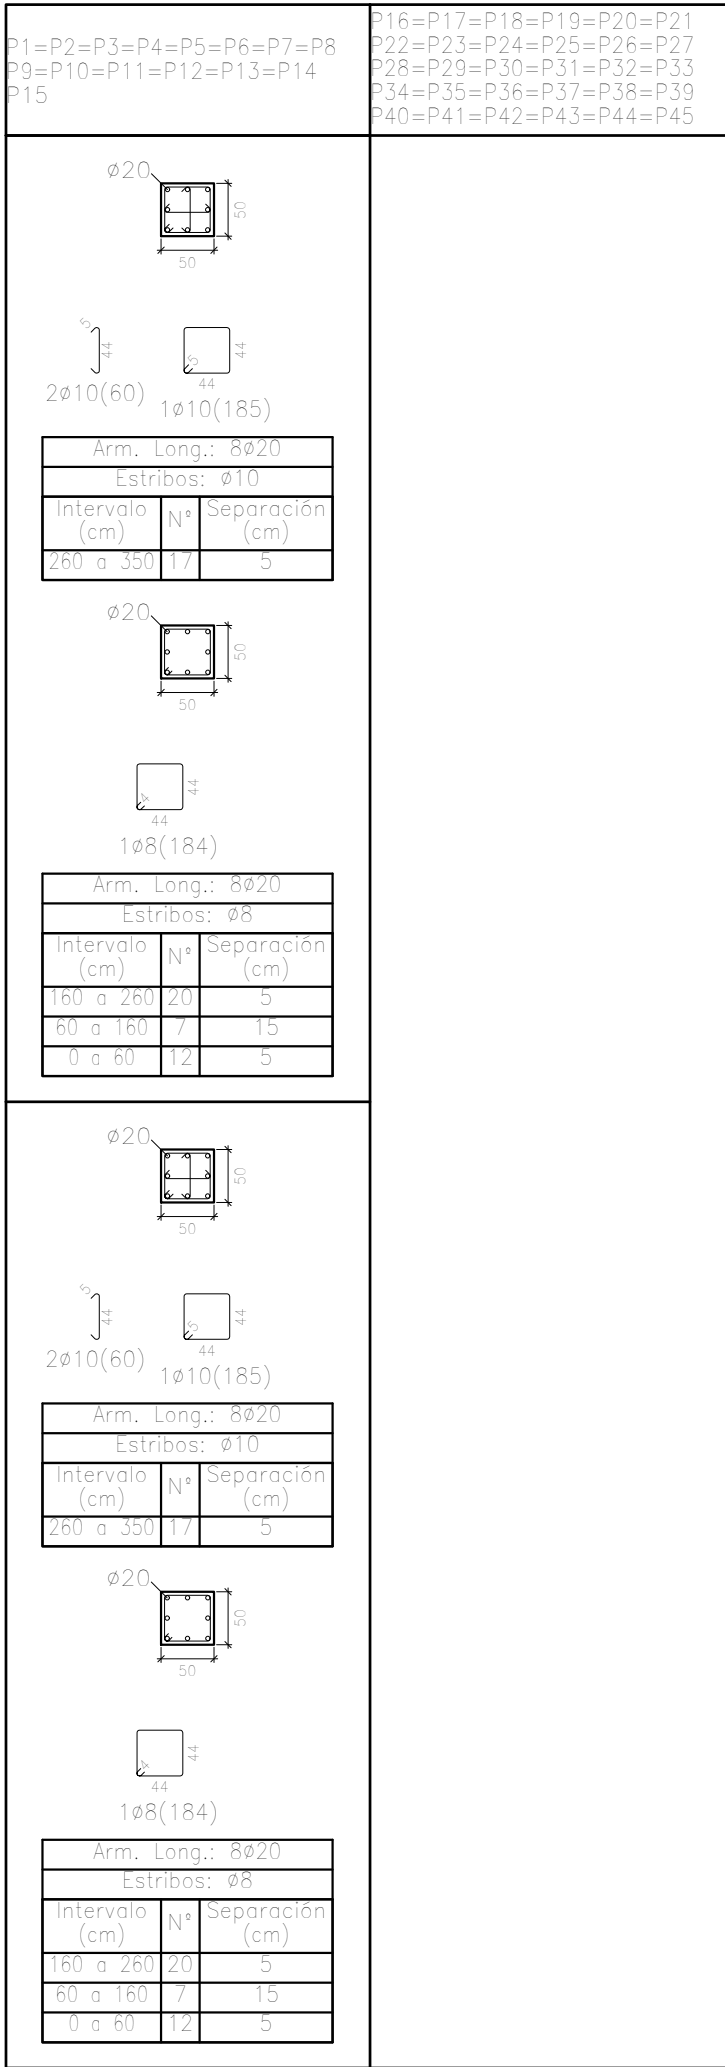 P1=P2=P3=P4=P5=P6=P7=P8
P9=P10=P11=P12=P13=P14
P15
P16=P17=P18=P19=P20=P21
P22=P23=P24=P25=P26=P27
P28=P29=P30=P31=P32=P33
P34=P35=P36=P37=P38=P39
P40=P41=P42=P43=P44=P45
ø20
50
50
5
44
2ø10(60)
5
44
44
1ø10(185)
Arm. Long.: 8ø20
Estribos: ø10
Intervalo (cm) Nº Separación (cm)
260 a 350 17 5
ø20
50
50
4
44
44
1ø8(184)
Arm. Long.: 8ø20
Estribos: ø8
Intervalo (cm) Nº Separación (cm)
160 a 260 20 5
60 a 160 7 15
0 a 60 12 5
ø20
50
50
5
44
2ø10(60)
5
44
44
1ø10(185)
Arm. Long.: 8ø20
Estribos: ø10
Intervalo (cm) Nº Separación (cm)
260 a 350 17 5
ø20
50
50
4
44
44
1ø8(184)
Arm. Long.: 8ø20
Estribos: ø8
Intervalo (cm) Nº Separación (cm)
160 a 260 20 5
60 a 160 7 15
0 a 60 12 5